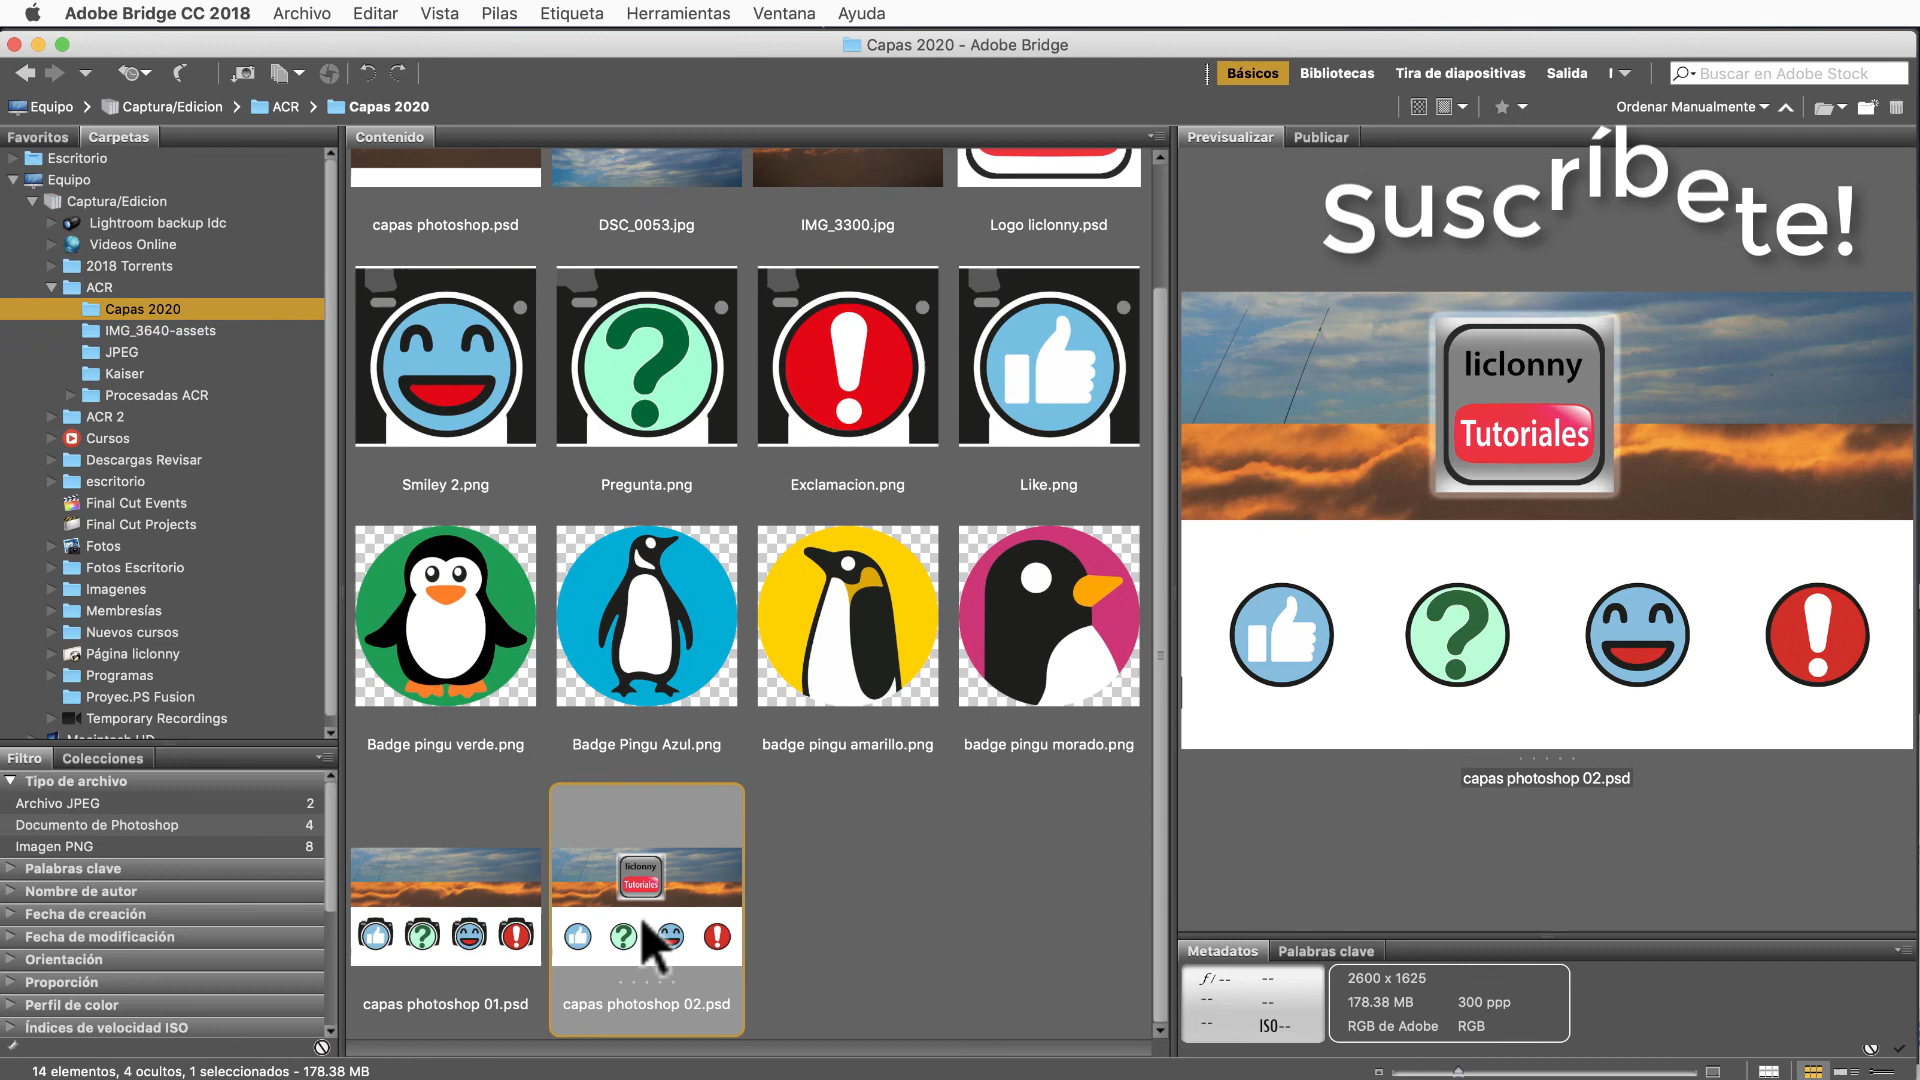 Adobe Bridge CC 2018 Archivo Editar Vista Pilas Etiqueta Herramientas Ventana Ayuda
Capas 2020 - Adobe Bridge
Básicos Bibliotecas Tira de diapositivas Salida I Buscar en Adobe Stock
Equipo Captura/Edicion ACR Capas 2020 Ordenar Manualmente
Favoritos Carpetas
Escritorio
Equipo
Captura/Edicion
Lightroom backup ldc
Videos Online
2018 Torrents
ACR
Capas 2020
IMG_3640-assets
JPEG
Kaiser
Procesadas ACR
ACR 2
Cursos
Descargas Revisar
escritorio
Final Cut Events
Final Cut Projects
Fotos
Fotos Escritorio
Imagenes
Membresías
Nuevos cursos
Página liclonny
Programas
Proyec.PS Fusion
Temporary Recordings
Filtro Colecciones
Tipo de archivo
Archivo JPEG 2
Documento de Photoshop 4
Imagen PNG 8
Palabras clave
Nombre de autor
Fecha de creación
Fecha de modificación
Orientación
Proporción
Perfil de color
Índices de velocidad ISO
Contenido
capas photoshop.psd DSC_0053.jpg IMG_3300.jpg Logo liclonny.psd
Smiley 2.png Pregunta.png Exclamacion.png Like.png
Badge pingu verde.png Badge Pingu Azul.png badge pingu amarillo.png badge pingu morado.png
liclonny
Tutoriales
capas photoshop 01.psd capas photoshop 02.psd
Previsualizar Publicar
Suscríbete!
liclonny
Tutoriales
capas photoshop 02.psd
Metadatos Palabras clave
f/-- --
-- --
-- ISO--
2600 x 1625
178.38 MB 300 ppp
RGB de Adobe RGB
14 elementos, 4 ocultos, 1 seleccionados - 178.38 MB